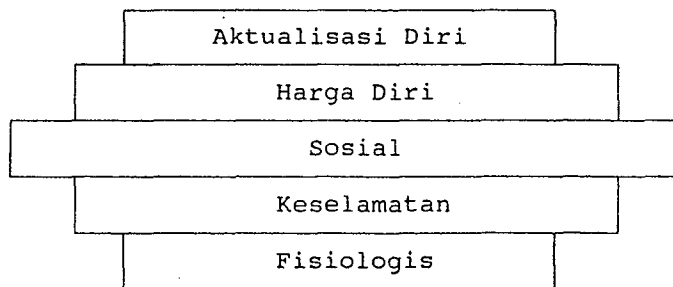 Aktualisasi Diri
Harga Diri
Sosial
Keselamatan
Fisiologis